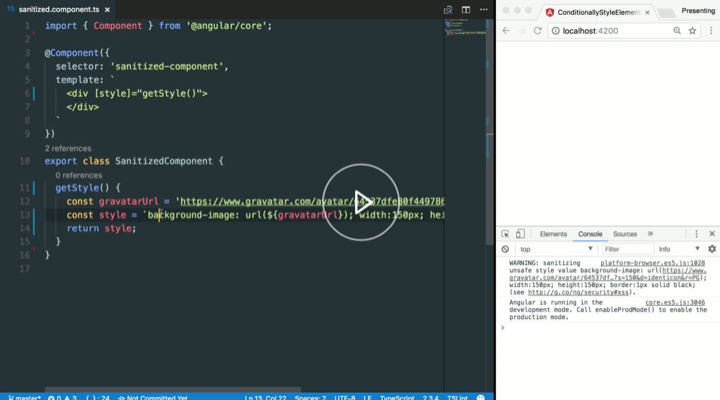 sanitized.component.ts ×
1 import { Component } from '@angular/core';
2
3 @Component({
4 selector: 'sanitized-component',
5 template: `
6 <div [style]="getStyle()">
7 </div>
8 `
9 })
2 references
10 export class SanitizedComponent {
0 references
11 getStyle() {
12 const gravatarUrl = 'https://www.gravatar.com/avatar/64537dfe80f449786
13 const style = `background-image: url(${gravatarUrl}); width:150px; hei
14 return style;
15 }
16 }
17
master* 0 3 { . } : 24 Not Committed Yet Ln 13, Col 22 Spaces: 2 UTF-8 LF TypeScript 2.3.4 TSLint
ConditionallyStyleElem × Presenting
localhost:4200
Elements Console Sources »
top Filter Info
WARNING: sanitizing platform-browser.es5.js:1028
unsafe style value background-image: url(https://www.
gravatar.com/avatar/64537df…?s=150&d=identicon&r=PG);
width:150px; height:150px; border:1px solid black;
(see http://g.co/ng/security#xss).
Angular is running in the core.es5.js:3046
development mode. Call enableProdMode() to enable the
production mode.